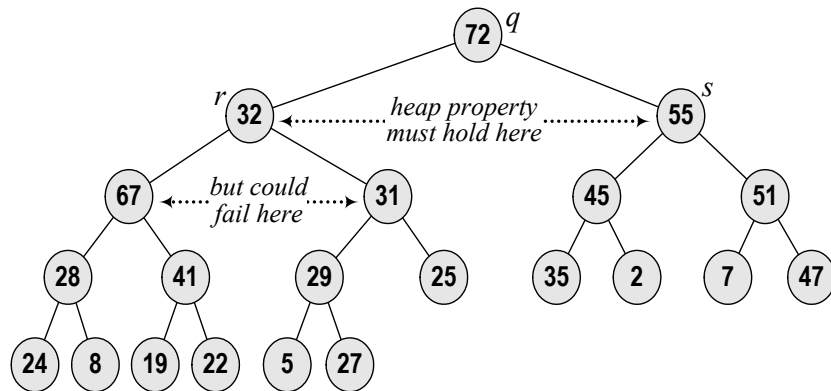 72 q
r 32 heap property must hold here 55 s
67 but could fail here 31 45 51
28 41 29 25 35 2 7 47
24 8 19 22 5 27